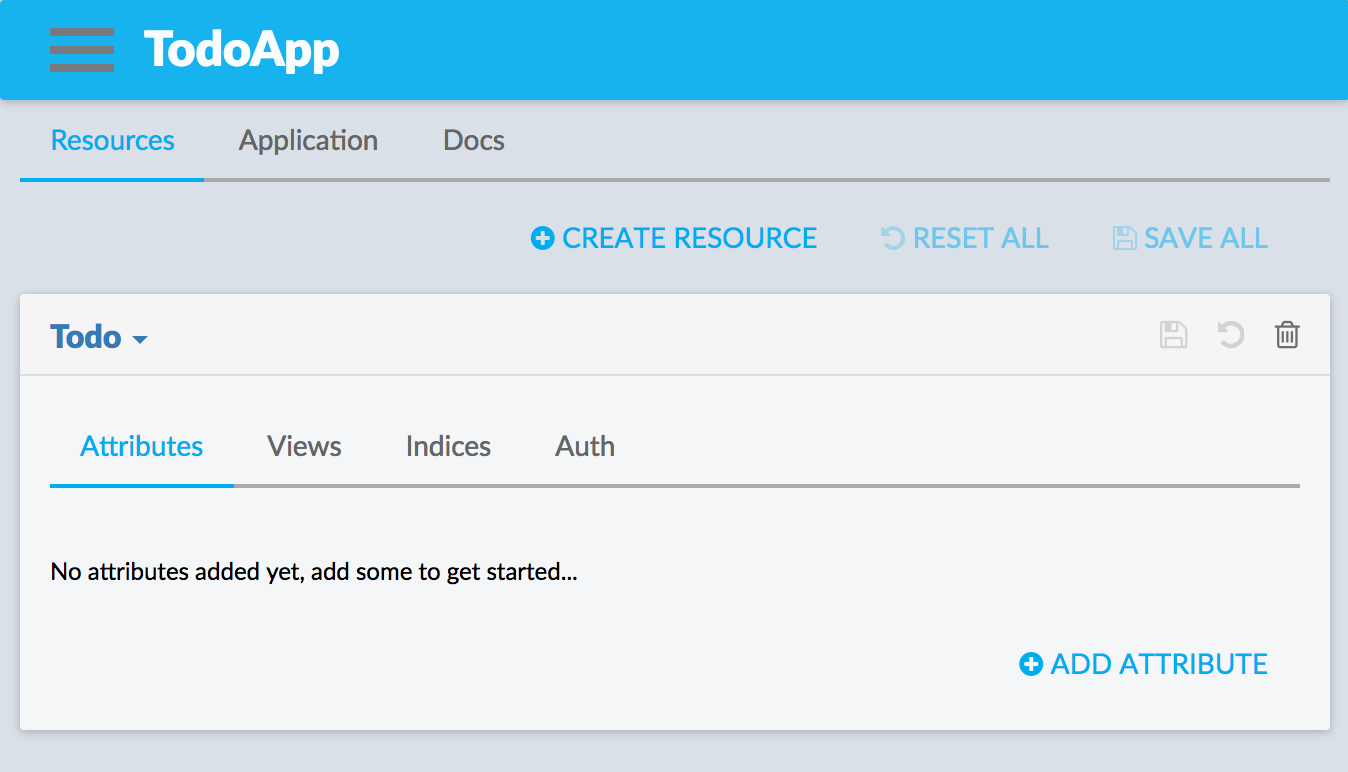 TodoApp
Resources Application Docs
CREATE RESOURCE RESET ALL SAVE ALL
Todo
Attributes Views Indices Auth
No attributes added yet, add some to get started...
ADD ATTRIBUTE